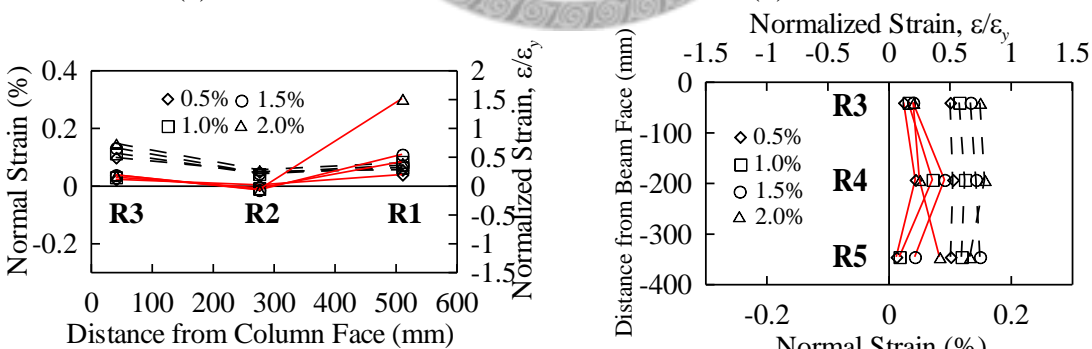 Normal Strain (%)
0.4
0.2
0
-0.2
0.5%
1.5%
1.0%
2.0%
R3
R2
R1
2
1.5
1
0.5
0
-0.5
-1
-1.5
Normalized Strain, ε/εy
0 100 200 300 400 500 600
Distance from Column Face (mm)
Normalized Strain, ε/εy
-1.5 -1 -0.5 0 0.5 1 1.5
Distance from Beam Face (mm)
0
-100
-200
-300
-400
0.5%
1.0%
1.5%
2.0%
R3
R4
R5
-0.2 0 0.2
Normal Strain (%)